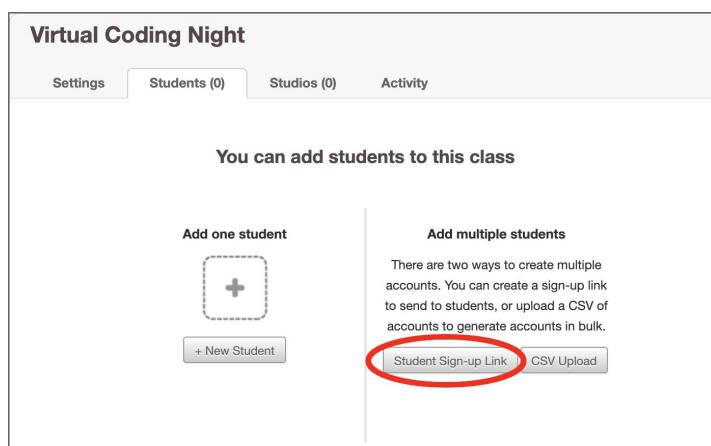 Virtual Coding Night
Settings Students (0) Studios (0) Activity
You can add students to this class
Add one student
+ New Student
Add multiple students
There are two ways to create multiple
accounts. You can create a sign-up link
to send to students, or upload a CSV of
accounts to generate accounts in bulk.
Student Sign-up Link CSV Upload